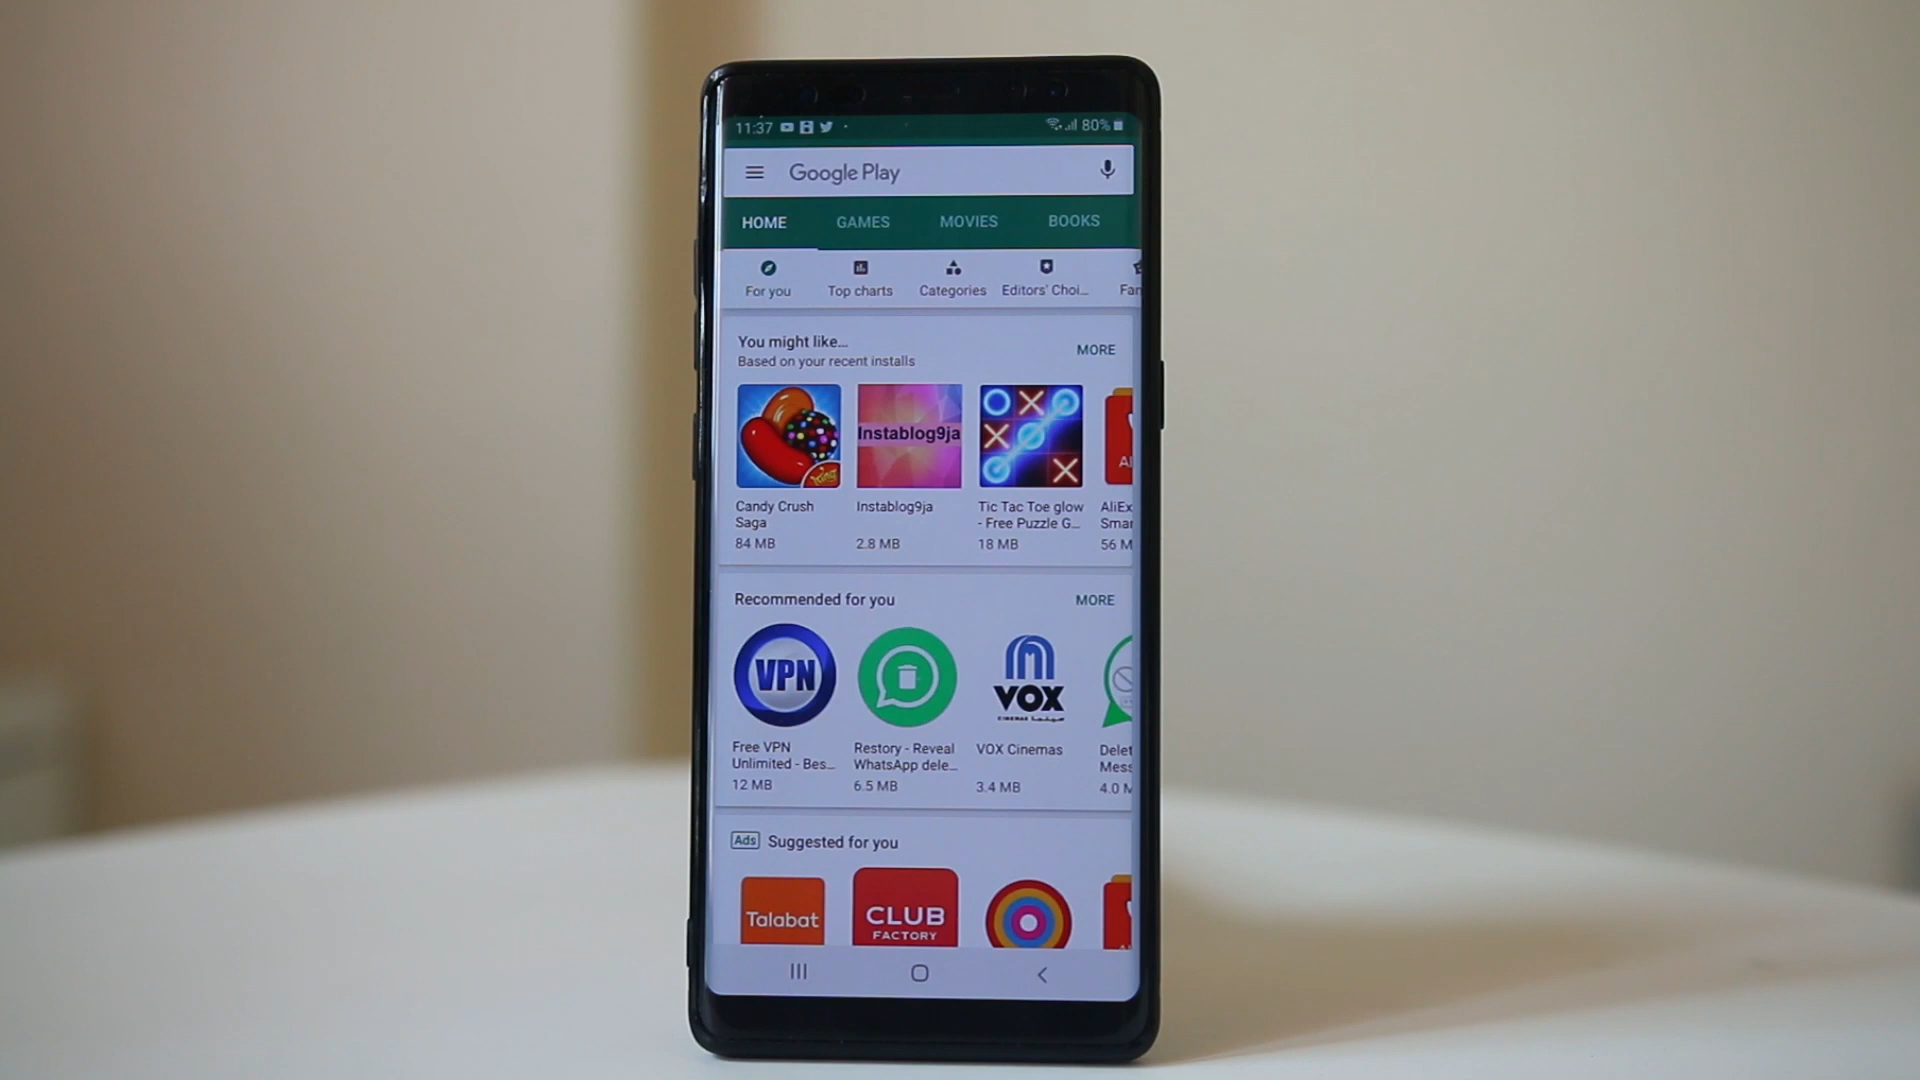 11:37
80%
Google Play
HOME GAMES MOVIES BOOKS
For you Top charts Categories Editors' Choi...
You might like...
Based on your recent installs
MORE
king
Instablog9ja
Candy Crush
Saga
84 MB
Instablog9ja
2.8 MB
Tic Tac Toe glow
- Free Puzzle G...
18 MB
56 M
Recommended for you
MORE
VPN
VOX
CINEMAS
Free VPN
Unlimited - Bes...
12 MB
Restory - Reveal
WhatsApp dele...
6.5 MB
VOX Cinemas
3.4 MB
Delet
Mess
4.0 M
Ads Suggested for you
Talabat
CLUB
FACTORY